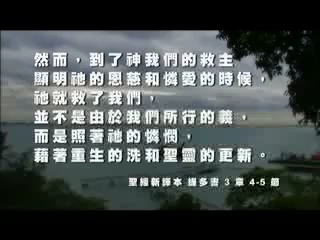 然而，到了神我們的救主
顯明祂的恩慈和憐愛的時候，
祂就救了我們，
並不是由於我們所行的義，
而是照著祂的憐憫，
藉著重生的洗和聖靈的更新。
聖經新譯本 提多書 3 章 4-5 節